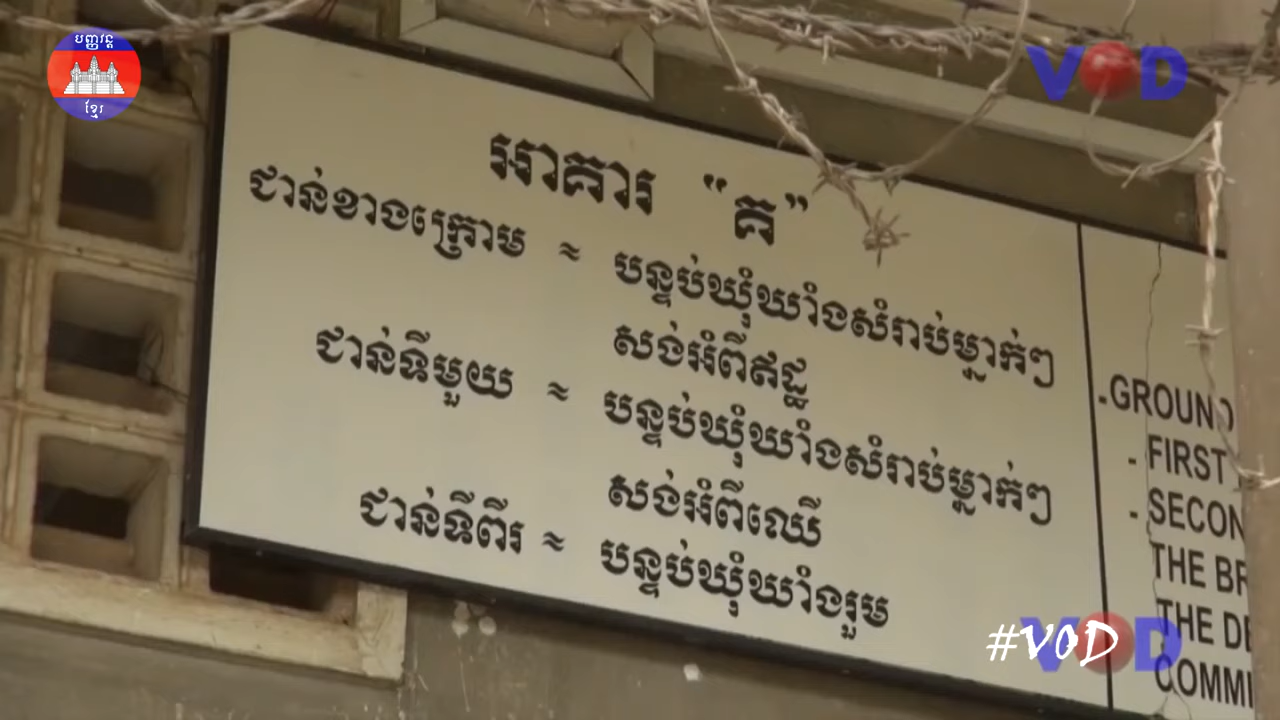 បញ្ញវន្ត
ខ្មែរ
VOD
អាគារ "គ"
ជាន់ខាងក្រោម ≈ បន្ទប់ឃុំឃាំងសំរាប់ម្នាក់ៗ
សង់អំពីឥដ្ឋ
ជាន់ទីមួយ ≈ បន្ទប់ឃុំឃាំងសំរាប់ម្នាក់ៗ
សង់អំពីឈើ
ជាន់ទីពីរ ≈ បន្ទប់ឃុំឃាំងរួម
-GROUND
- FIRST
- SECON
THE BR
THE DE
COMMI
#VOD
VOD